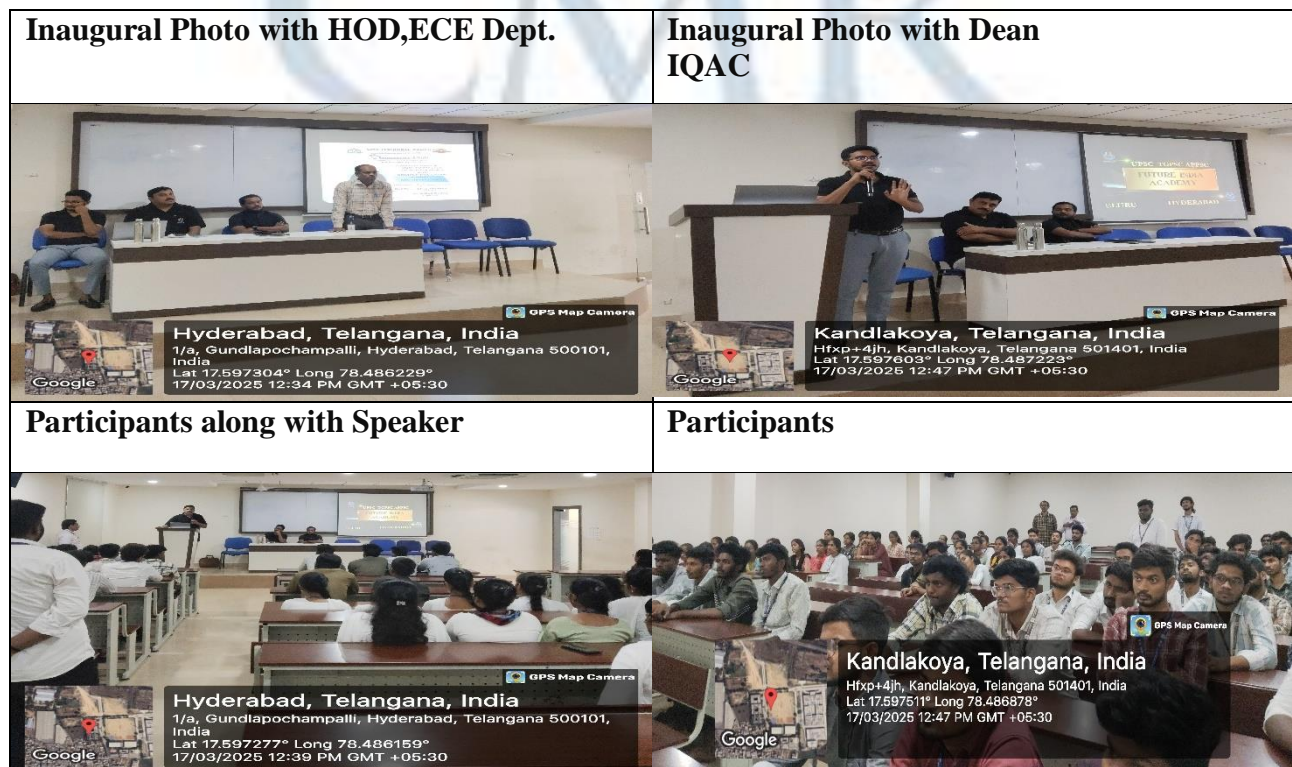 CMR
Inaugural Photo with HOD,ECE Dept.
Inaugural Photo with Dean
IQAC
GPS Map Camera
Hyderabad, Telangana, India
1/a, Gundlapochampalli, Hyderabad, Telangana 500101,
India
Lat 17.597304° Long 78.486229°
17/03/2025 12:34 PM GMT +05:30
Google
UPSC TGPSC APPSC
FUTURE INDIA
ACADEMY
HYDERABAD
GPS Map Camera
Kandlakoya, Telangana, India
Hfxp+4jh, Kandlakoya, Telangana 501401, India
Lat 17.597603° Long 78.487223°
17/03/2025 12:47 PM GMT +05:30
Google
Participants along with Speaker
Participants
GPS Map Camera
Hyderabad, Telangana, India
1/a, Gundlapochampalli, Hyderabad, Telangana 500101,
India
Lat 17.597277° Long 78.486159°
17/03/2025 12:39 PM GMT +05:30
Google
GPS Map Camera
Kandlakoya, Telangana, India
Hfxp+4jh, Kandlakoya, Telangana 501401, India
Lat 17.597511° Long 78.486878°
17/03/2025 12:47 PM GMT +05:30
Google